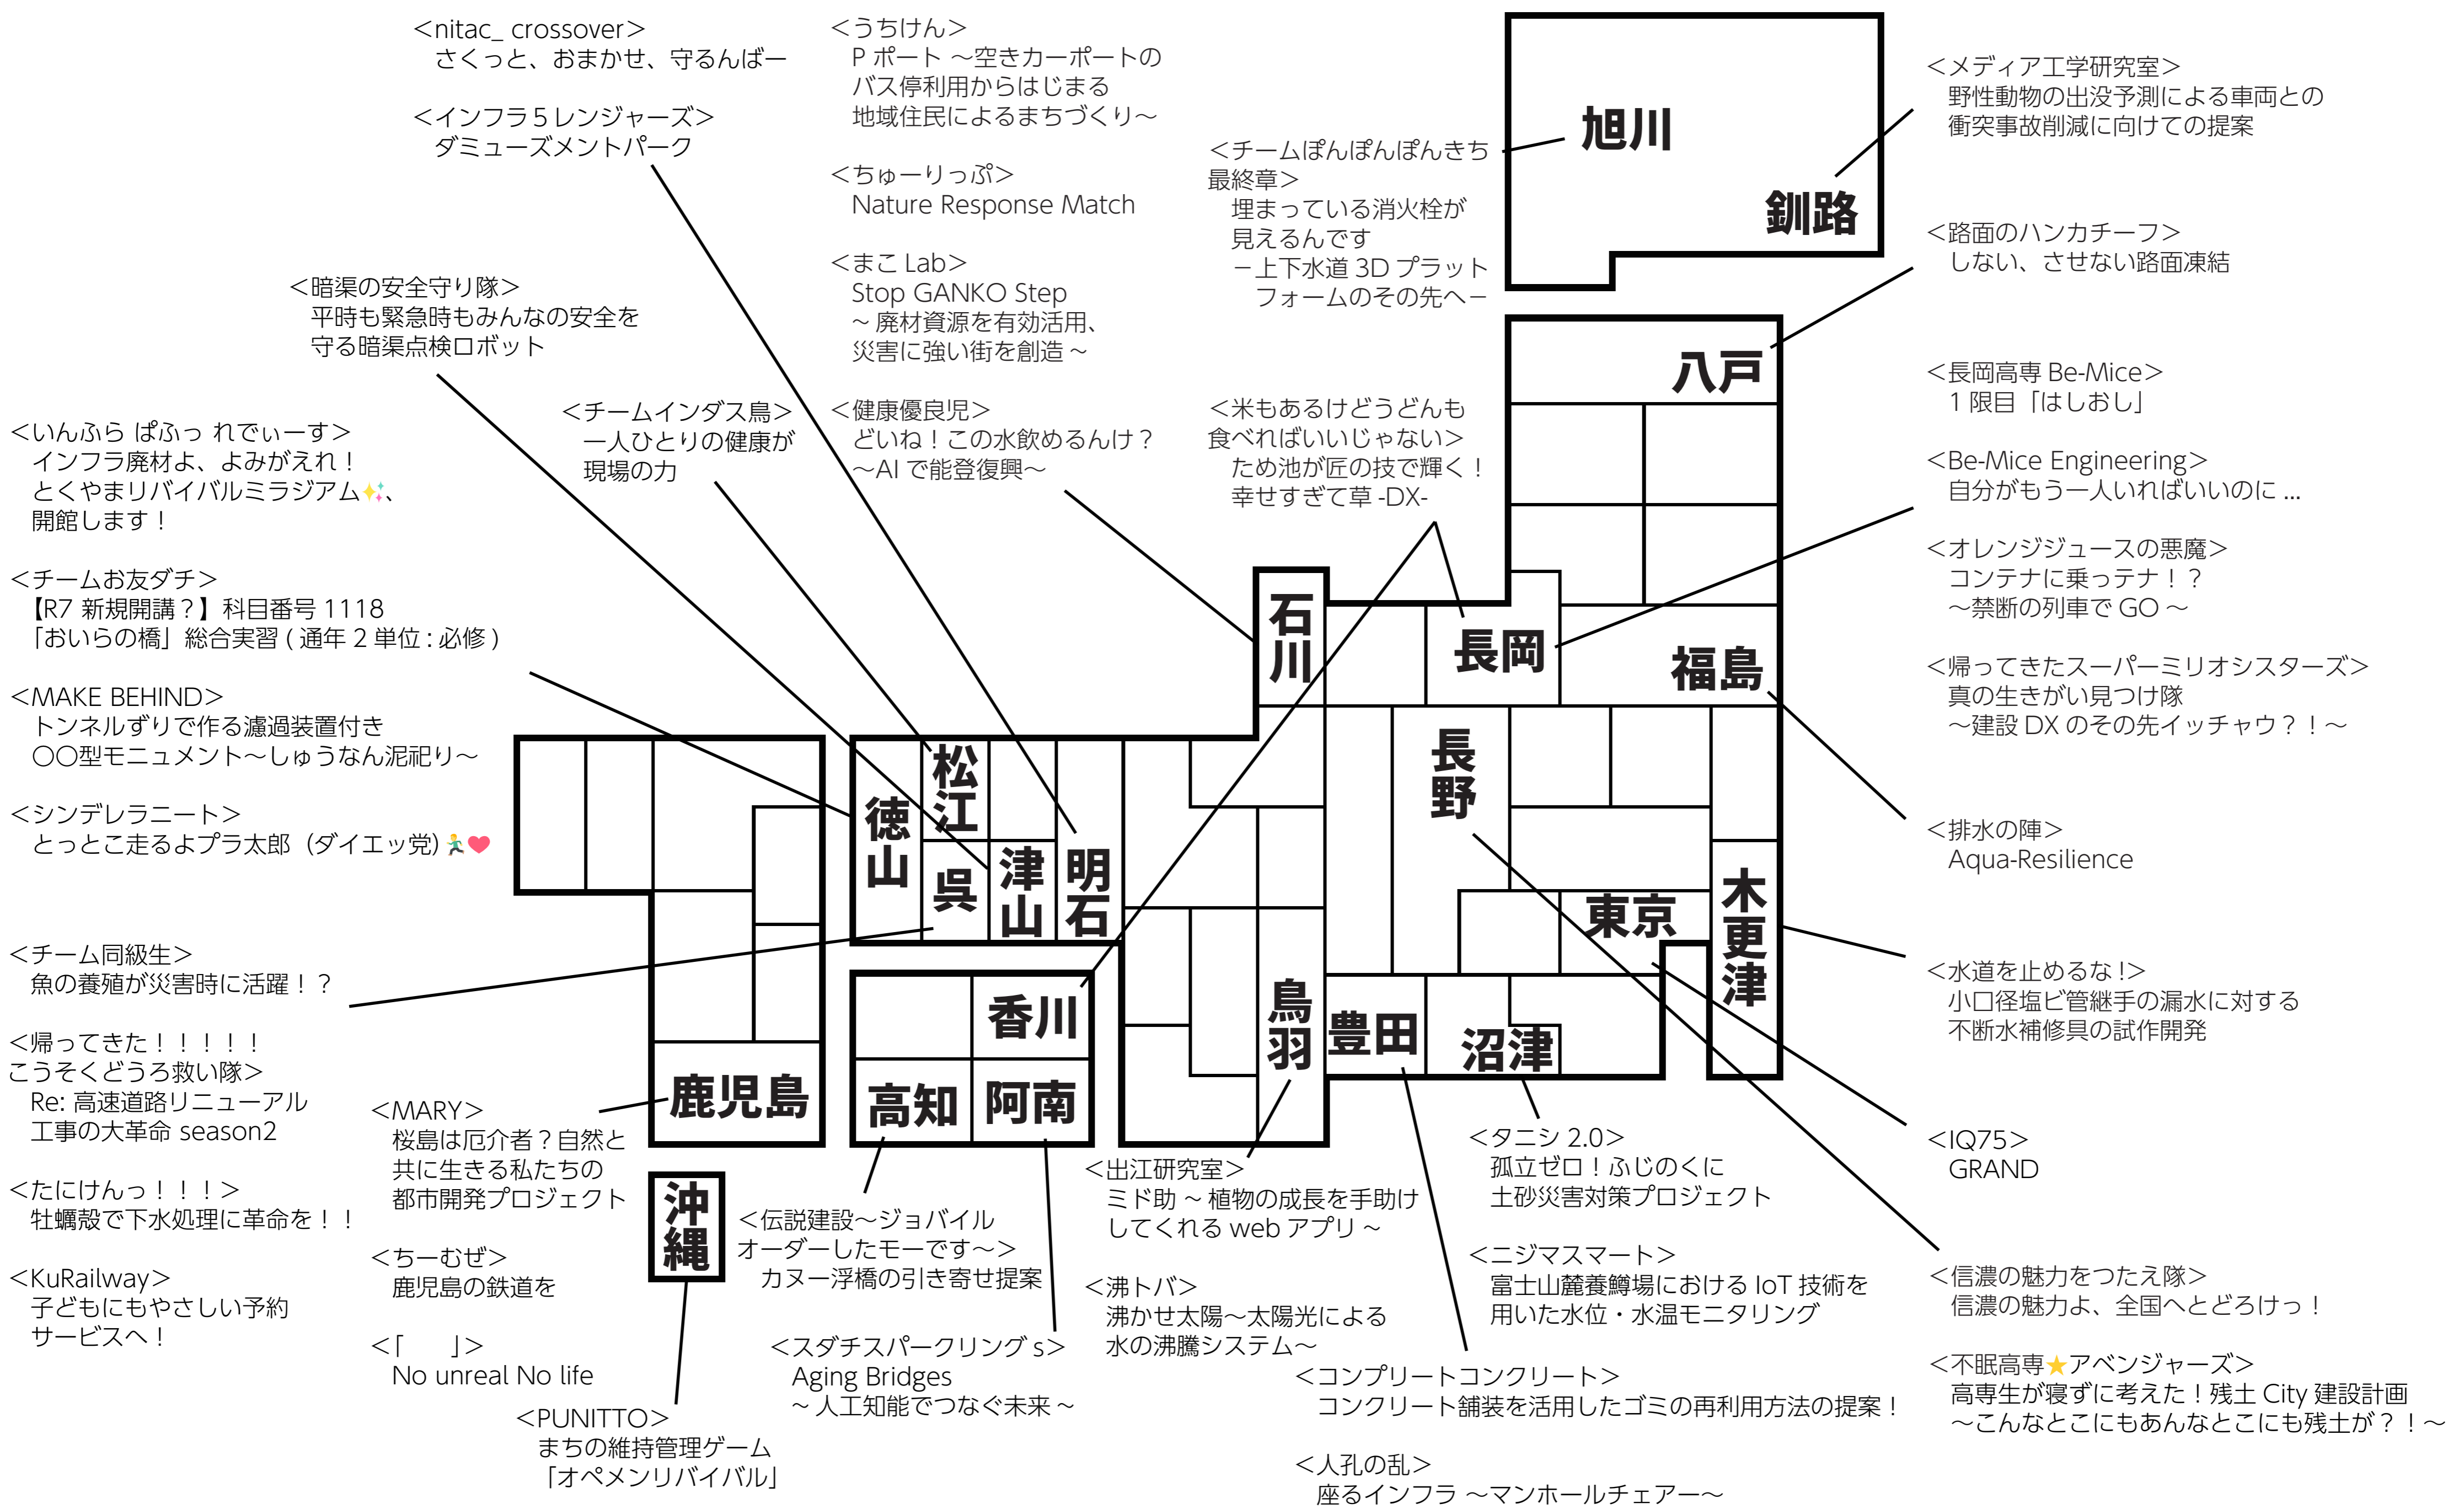 ＜nitac_ crossover＞
さくっと、おまかせ、守るんばー
＜インフラ５レンジャーズ＞
ダミューズメントパーク
＜うちけん＞
P ポート ～空きカーポートの
バス停利用からはじまる
地域住民によるまちづくり～
＜ちゅーりっぷ＞
Nature Response Match
＜まこ Lab＞
Stop GANKO Step
~ 廃材資源を有効活用、
災害に強い街を創造 ~
＜健康優良児＞
どいね！この水飲めるんけ？
～AI で能登復興～
＜チームぽんぽんぽんきち
最終章＞
埋まっている消火栓が
見えるんです
－上下水道 3D プラット
フォームのその先へ－
＜米もあるけどうどんも
食べればいいじゃない＞
ため池が匠の技で輝く！
幸せすぎて草 -DX-
＜メディア工学研究室＞
野性動物の出没予測による車両との
衝突事故削減に向けての提案
＜路面のハンカチーフ＞
しない、させない路面凍結
＜長岡高専 Be-Mice＞
1 限目「はしおし」
＜Be-Mice Engineering＞
自分がもう一人いればいいのに ...
＜オレンジジュースの悪魔＞
コンテナに乗っテナ！？
～禁断の列車で GO ～
＜帰ってきたスーパーミリオシスターズ＞
真の生きがい見つけ隊
～建設 DX のその先イッチャウ？！～
＜排水の陣＞
Aqua-Resilience
＜水道を止めるな !＞
小口径塩ビ管継手の漏水に対する
不断水補修具の試作開発
＜IQ75＞
GRAND
＜信濃の魅力をつたえ隊＞
信濃の魅力よ、全国へとどろけっ！
＜不眠高専⭐アベンジャーズ＞
高専生が寝ずに考えた！残土 City 建設計画
～こんなとこにもあんなとこにも残土が？！～
＜暗渠の安全守り隊＞
平時も緊急時もみんなの安全を
守る暗渠点検ロボット
＜チームインダス鳥＞
一人ひとりの健康が
現場の力
＜いんふら ぱふっ れでぃーす＞
インフラ廃材よ、よみがえれ！
とくやまリバイバルミラジアム✨、
開館します！
＜チームお友ダチ＞
【R7 新規開講？】科目番号 1118
「おいらの橋」総合実習 ( 通年 2 単位 : 必修 )
＜MAKE BEHIND＞
トンネルずりで作る濾過装置付き
〇〇型モニュメント～しゅうなん泥祀り～
＜シンデレラニート＞
とっとこ走るよプラ太郎（ダイエッ党）🏃‍♂️❤️
＜チーム同級生＞
魚の養殖が災害時に活躍！？
＜帰ってきた！！！！！
こうそくどうろ救い隊＞
Re: 高速道路リニューアル
工事の大革命 season2
＜たにけんっ！！！＞
牡蠣殻で下水処理に革命を！！
＜KuRailway＞
子どもにもやさしい予約
サービスへ！
＜MARY＞
桜島は厄介者？自然と
共に生きる私たちの
都市開発プロジェクト
＜ちーむぜ＞
鹿児島の鉄道を
＜「　　」＞
No unreal No life
＜PUNITTO＞
まちの維持管理ゲーム
「オペメンリバイバル」
＜伝説建設～ジョバイル
オーダーしたモーです～＞
カヌー浮橋の引き寄せ提案
＜スダチスパークリング s＞
Aging Bridges
~ 人工知能でつなぐ未来 ~
＜出江研究室＞
ミド助 ~ 植物の成長を手助け
してくれる web アプリ ~
＜沸トバ＞
沸かせ太陽～太陽光による
水の沸騰システム～
＜タニシ 2.0＞
孤立ゼロ！ふじのくに
土砂災害対策プロジェクト
＜ニジマスマート＞
富士山麓養鱒場における IoT 技術を
用いた水位・水温モニタリング
＜コンプリートコンクリート＞
コンクリート舗装を活用したゴミの再利用方法の提案！
＜人孔の乱＞
座るインフラ ～マンホールチェアー～
旭川
釧路
八戸
石川
長岡
福島
長野
東京
木更津
鳥羽
豊田
沼津
徳山
松江
呉
津山
明石
香川
高知
阿南
鹿児島
沖縄